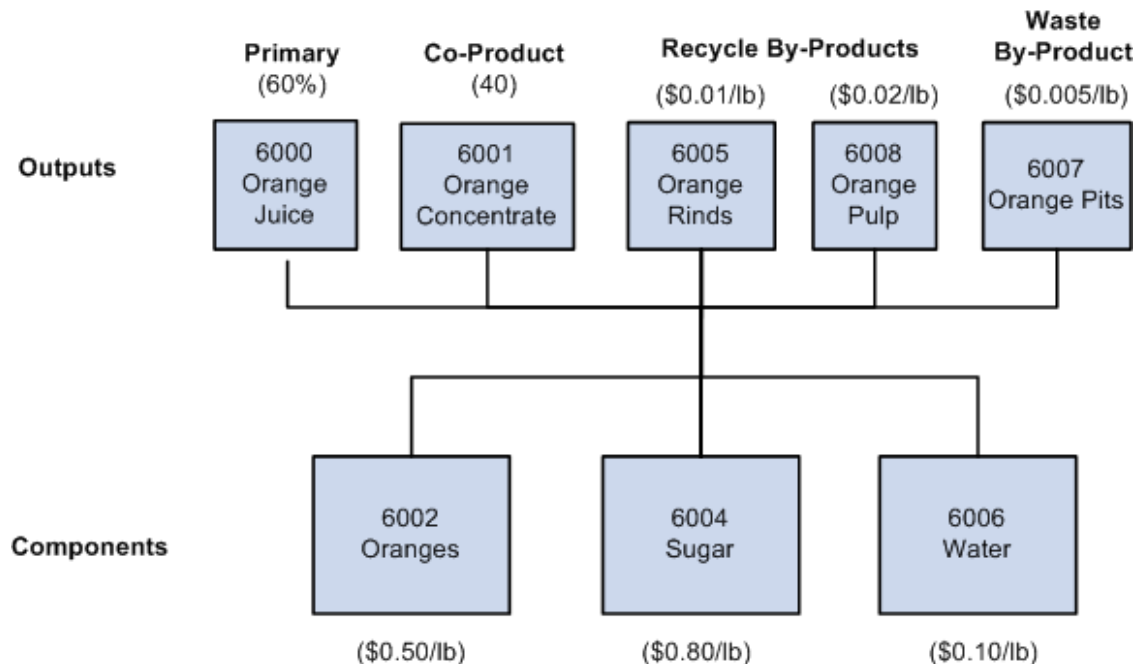 Primary
(60%)
Co-Product
(40)
Recycle By-Products
Waste
By-Product
($0.01/lb)
($0.02/lb)
($0.005/lb)
Outputs
6000
Orange
Juice
6001
Orange
Concentrate
6005
Orange
Rinds
6008
Orange
Pulp
6007
Orange Pits
Components
6002
Oranges
6004
Sugar
6006
Water
($0.50/lb)
($0.80/lb)
($0.10/lb)